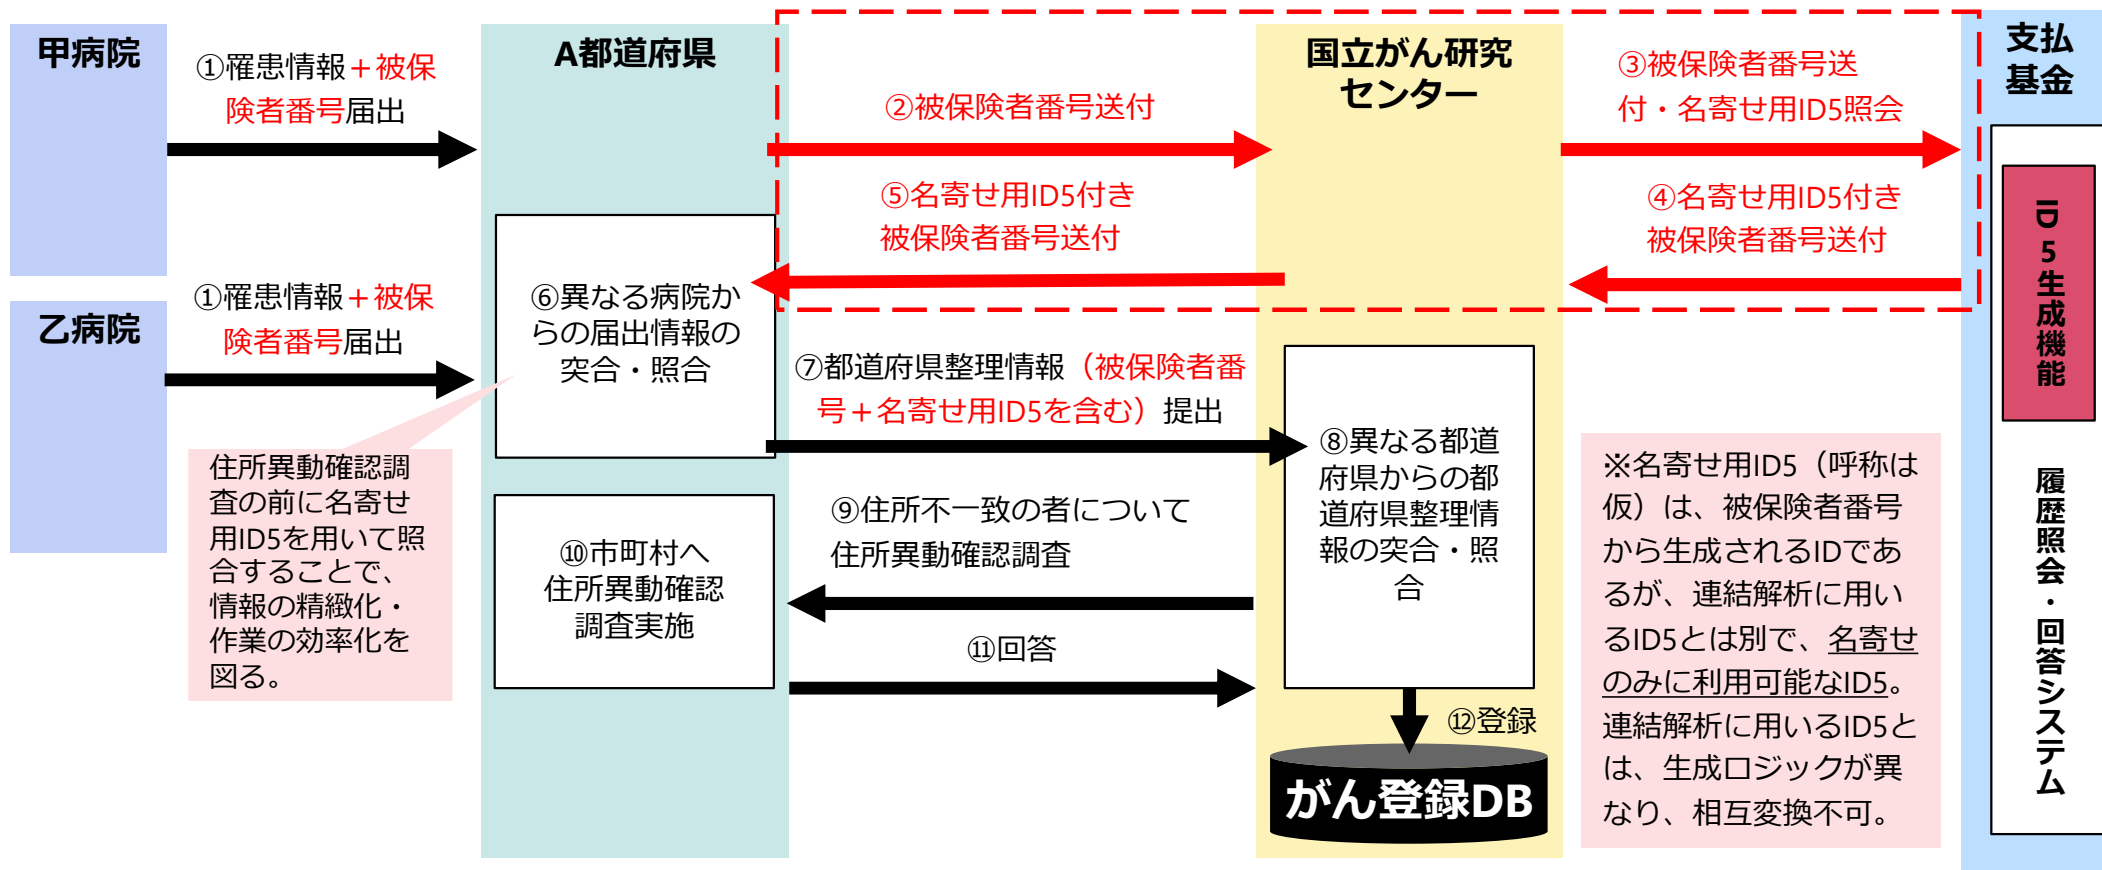 甲病院
①罹患情報＋被保
険者番号届出
乙病院
①罹患情報＋被保
険者番号届出
住所異動確認調
査の前に名寄せ
用ID5を用いて照
合することで、
情報の精緻化・
作業の効率化を
図る。
A都道府県
⑥異なる病院か
らの届出情報の
突合・照合
⑩市町村へ
住所異動確認
調査実施
②被保険者番号送付
⑤名寄せ用ID5付き
被保険者番号送付
⑦都道府県整理情報（被保険者番
号＋名寄せ用ID5を含む）提出
⑨住所不一致の者について
住所異動確認調査
⑪回答
国立がん研究
センター
⑧異なる都道
府県からの都
道府県整理情
報の突合・照
合
⑫登録
がん登録DB
③被保険者番号送
付・名寄せ用ID5照会
④名寄せ用ID5付き
被保険者番号送付
※名寄せ用ID5（呼称は
仮）は、被保険者番号
から生成されるIDであ
るが、連結解析に用い
るID5とは別で、名寄せ
のみに利用可能なID5。
連結解析に用いるID5と
は、生成ロジックが異
なり、相互変換不可。
支払
基金
ID5生成機能
履歴照会・回答システム